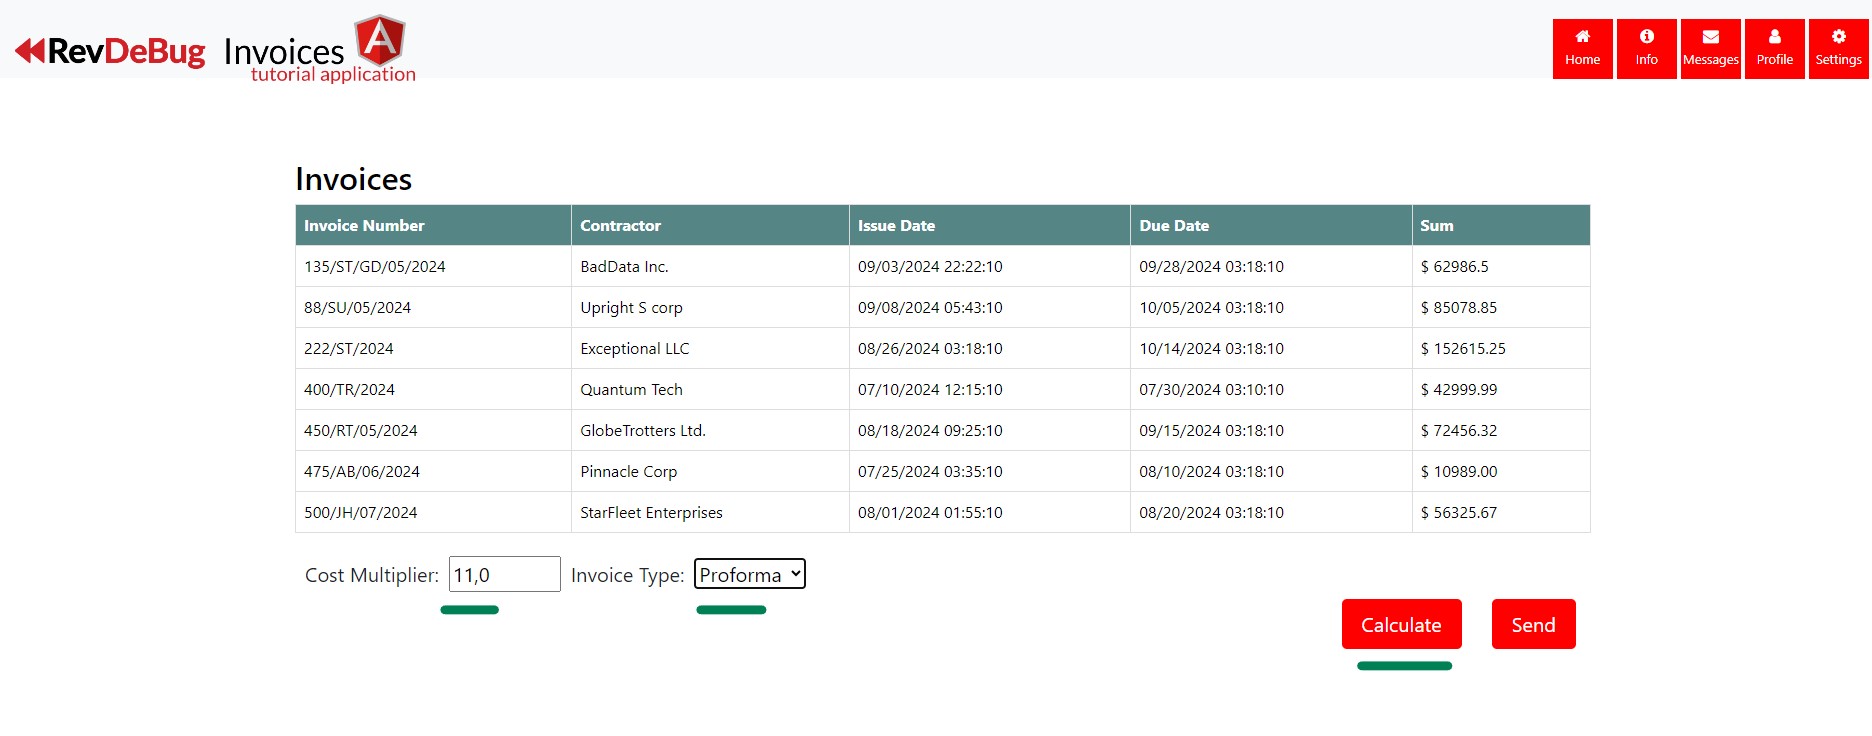 RevDeBug Invoices A
tutorial application
Home Info Messages Profile Settings
Invoices
Invoice Number Contractor Issue Date Due Date Sum
135/ST/GD/05/2024 BadData Inc. 09/03/2024 22:22:10 09/28/2024 03:18:10 $ 62986.5
88/SU/05/2024 Upright S corp 09/08/2024 05:43:10 10/05/2024 03:18:10 $ 85078.85
222/ST/2024 Exceptional LLC 08/26/2024 03:18:10 10/14/2024 03:18:10 $ 152615.25
400/TR/2024 Quantum Tech 07/10/2024 12:15:10 07/30/2024 03:10:10 $ 42999.99
450/RT/05/2024 GlobeTrotters Ltd. 08/18/2024 09:25:10 09/15/2024 03:18:10 $ 72456.32
475/AB/06/2024 Pinnacle Corp 07/25/2024 03:35:10 08/10/2024 03:18:10 $ 10989.00
500/JH/07/2024 StarFleet Enterprises 08/01/2024 01:55:10 08/20/2024 03:18:10 $ 56325.67
Cost Multiplier: 11,0 Invoice Type: Proforma
Calculate Send